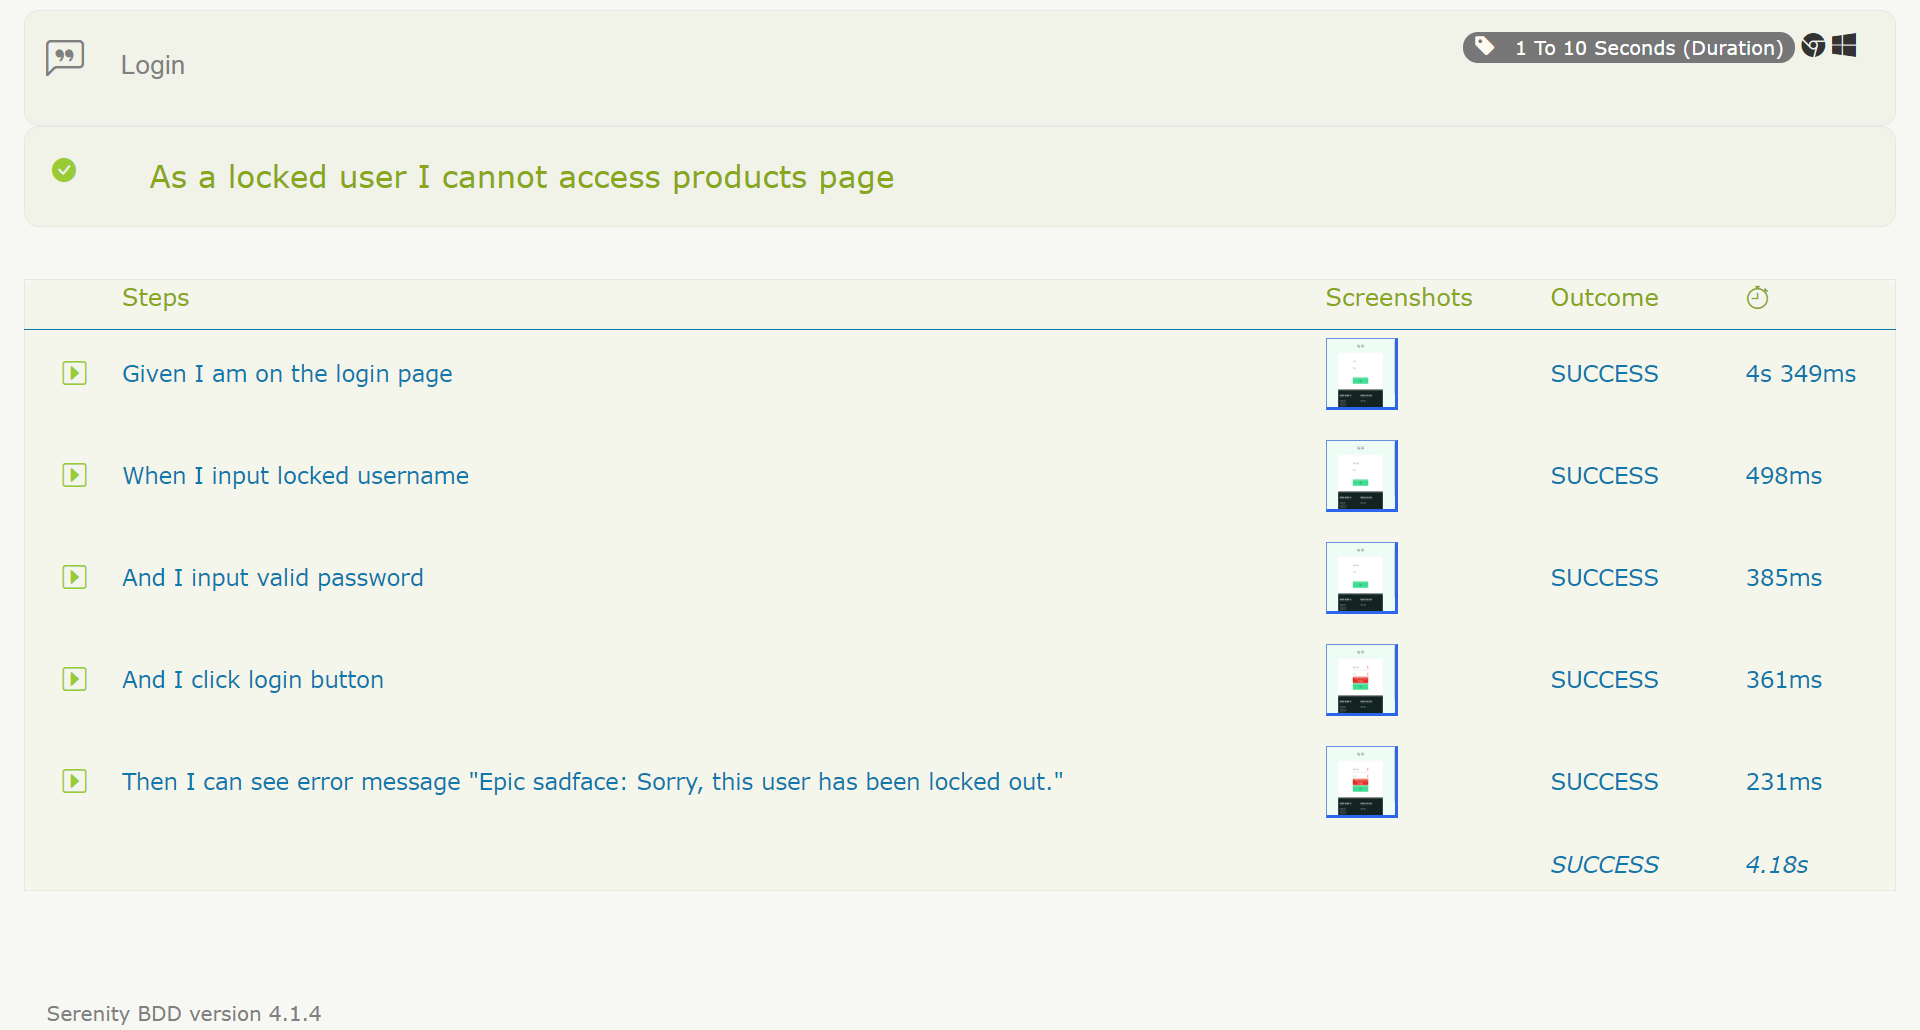 Login
1 To 10 Seconds (Duration)
As a locked user I cannot access products page
Steps Screenshots Outcome
Given I am on the login page SUCCESS 4s 349ms
When I input locked username SUCCESS 498ms
And I input valid password SUCCESS 385ms
And I click login button SUCCESS 361ms
Then I can see error message "Epic sadface: Sorry, this user has been locked out." SUCCESS 231ms
SUCCESS 4.18s
Serenity BDD version 4.1.4